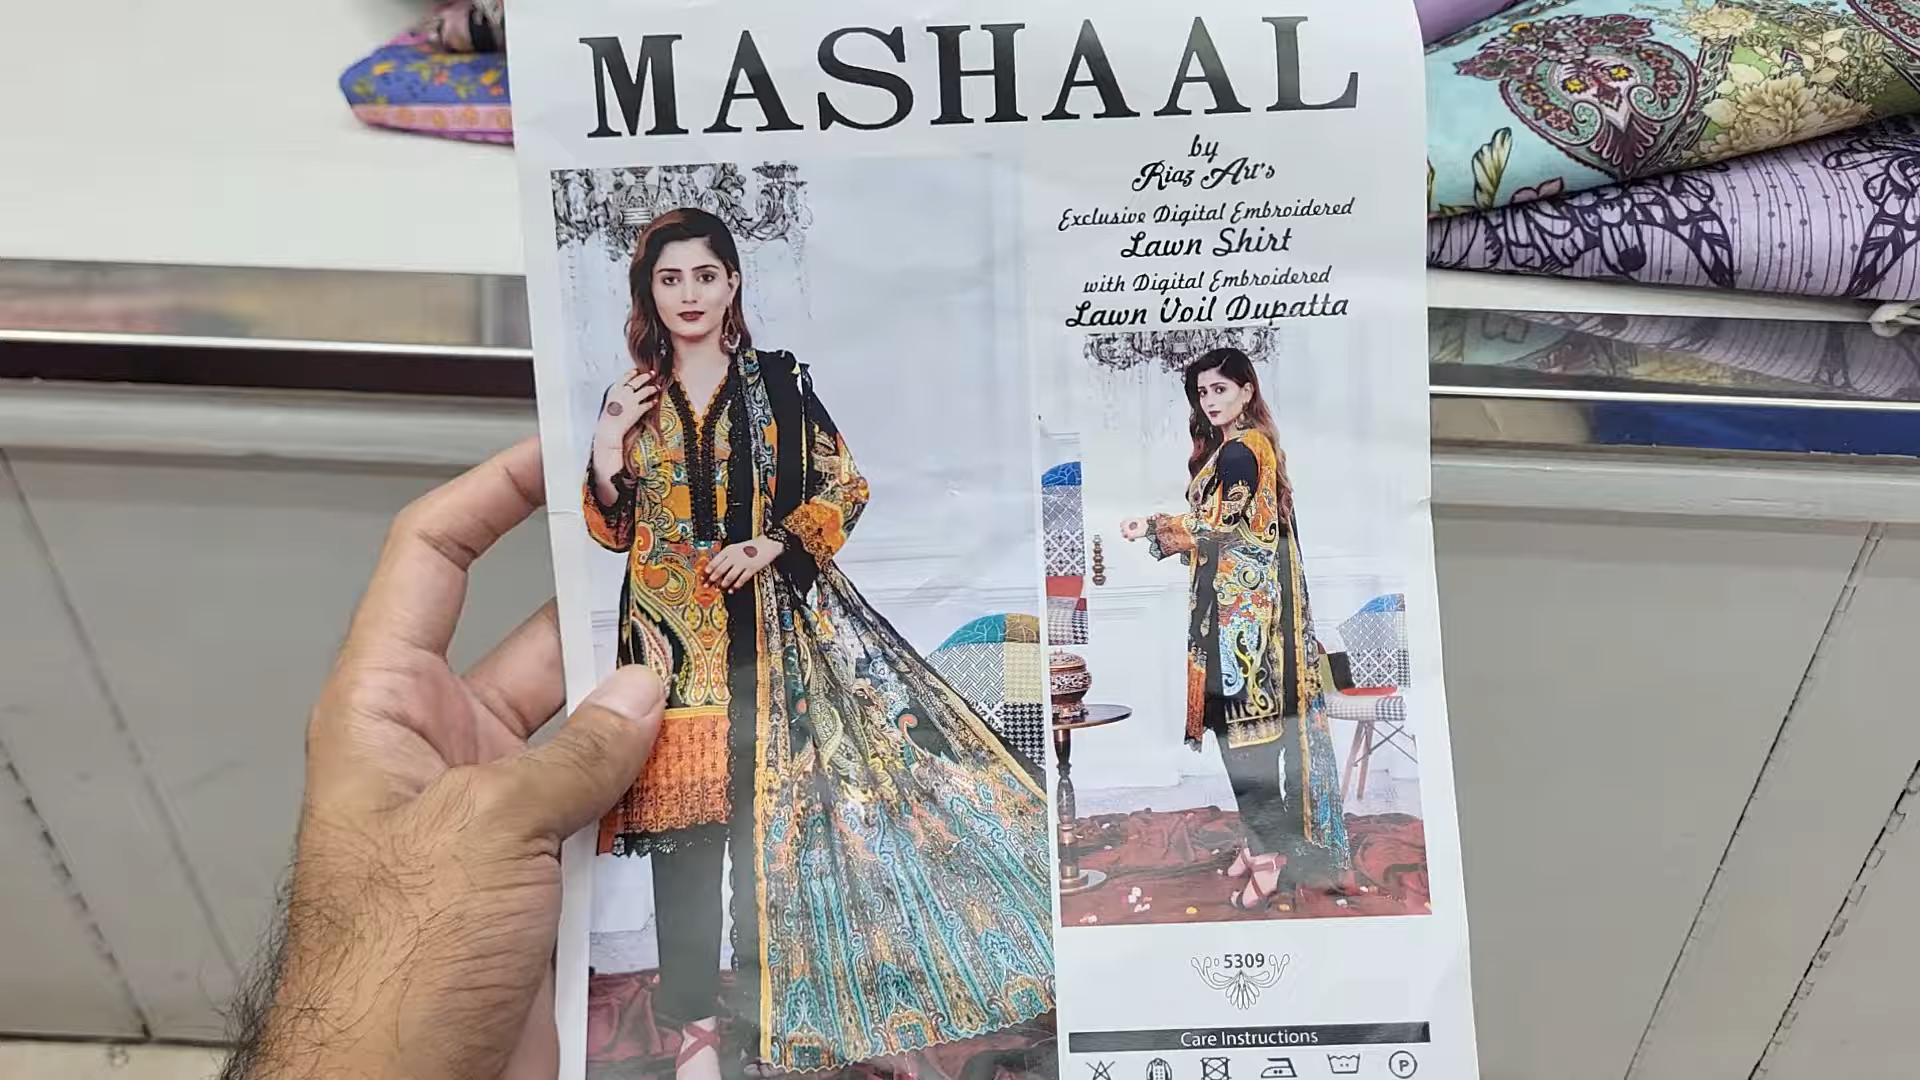 MASHAAL
by
Riaz Art's
Exclusive Digital Embroidered
Lawn Shirt
with Digital Embroidered
Lawn Voil Dupatta
5309
Care Instructions
P